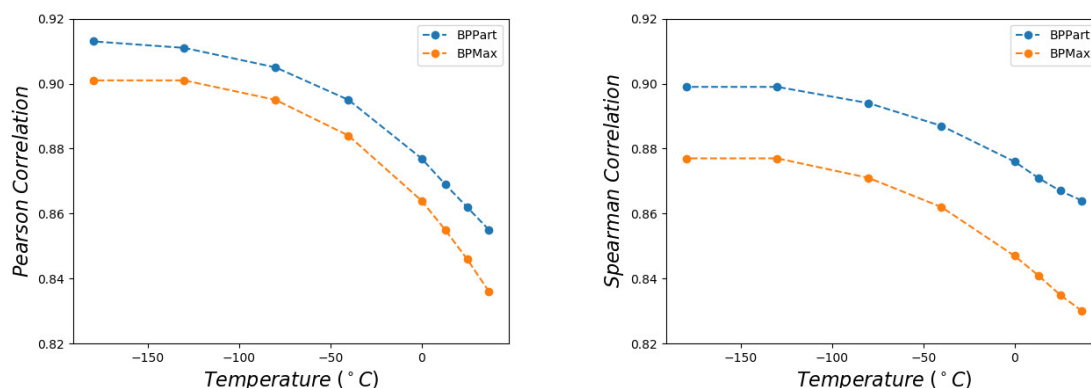 0.92
0.90
0.88
0.86
0.84
0.82
Pearson Correlation
BPPart
BPMax
−150
−100
−50
0
Temperature (°C)
0.92
0.90
0.88
0.86
0.84
0.82
Spearman Correlation
BPPart
BPMax
−150
−100
−50
0
Temperature (°C)